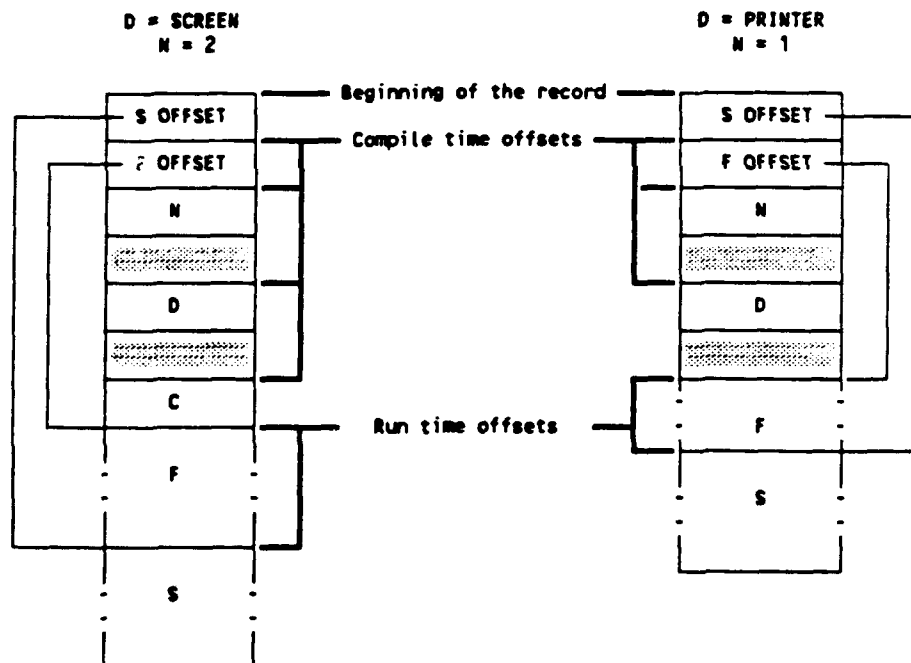 D = SCREEN
N = 2
D = PRINTER
N = 1
Beginning of the record
S OFFSET
S OFFSET
Compile time offsets
OFFSET
F OFFSET
N
N
D
D
C
Run time offsets
F
F
S
S